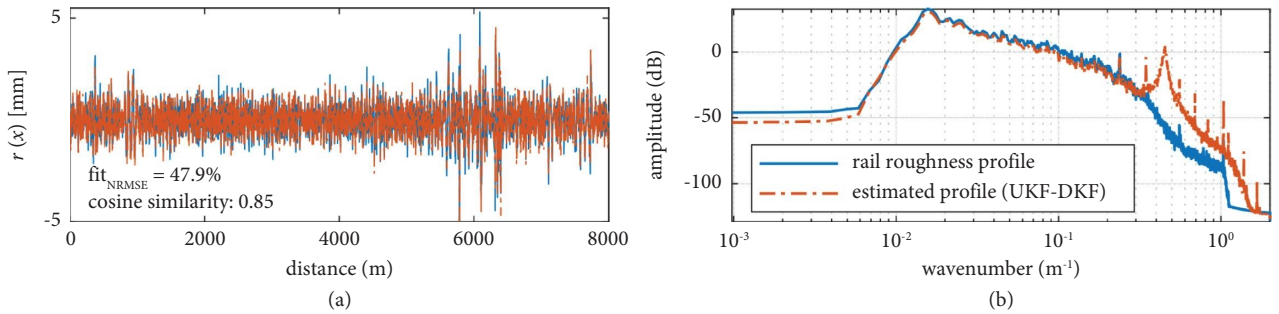 5
r (x) [mm]
fit_NRMSE = 47.9%
cosine similarity: 0.85
-5
0 2000 4000 6000 8000
distance (m)
(a)
0
-50
-100
amplitude (dB)
rail roughness profile
estimated profile (UKF-DKF)
10^-3 10^-2 10^-1 10^0
wavenumber (m^-1)
(b)